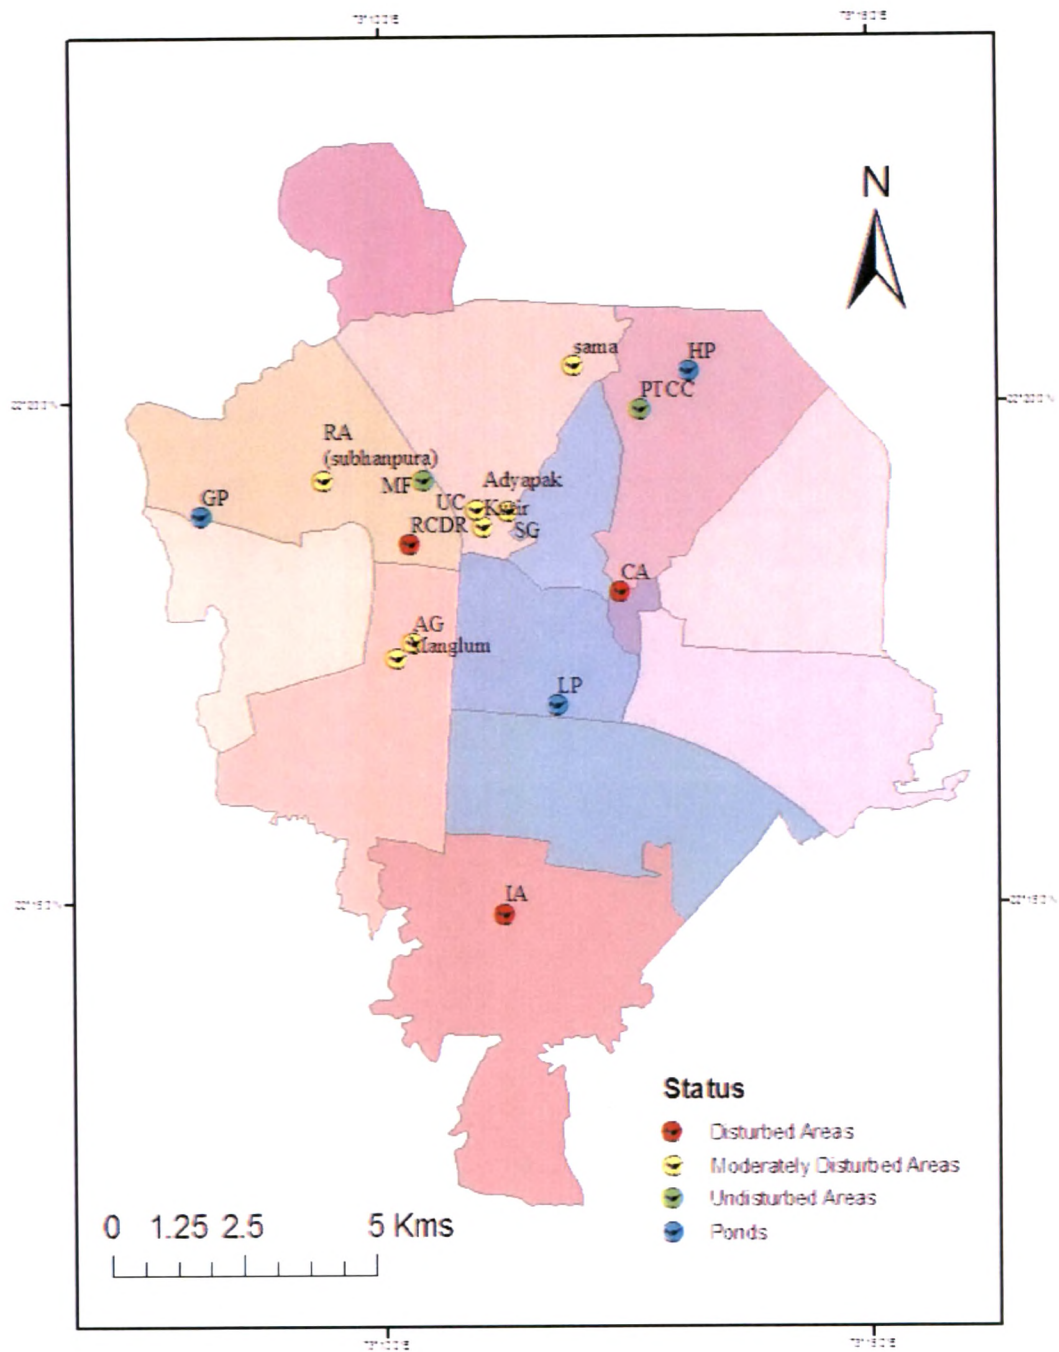 N
sama
HP
PTCC
RA
(subhanpura)
MF
Adyapak
UC
GP
RCDR
SG
CA
AG
LP
IA
Status
Disturbed Areas
Moderately Disturbed Areas
Undisturbed Areas
Ponds
0 1.25 2.5 5 Kms